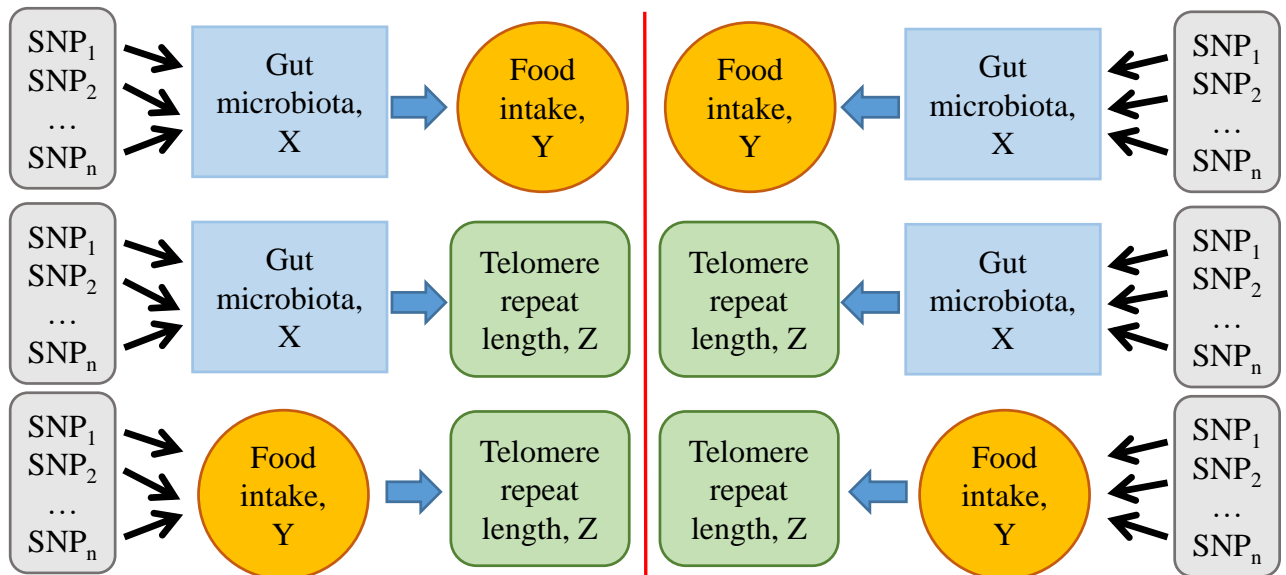 SNP₁
SNP₂
…
SNPₙ
Gut
microbiota,
X
Food
intake,
Y
Food
intake,
Y
Gut
microbiota,
X
SNP₁
SNP₂
…
SNPₙ
SNP₁
SNP₂
…
SNPₙ
Gut
microbiota,
X
Telomere
repeat
length, Z
Telomere
repeat
length, Z
Gut
microbiota,
X
SNP₁
SNP₂
…
SNPₙ
SNP₁
SNP₂
…
SNPₙ
Food
intake,
Y
Telomere
repeat
length, Z
Telomere
repeat
length, Z
Food
intake,
Y
SNP₁
SNP₂
…
SNPₙ